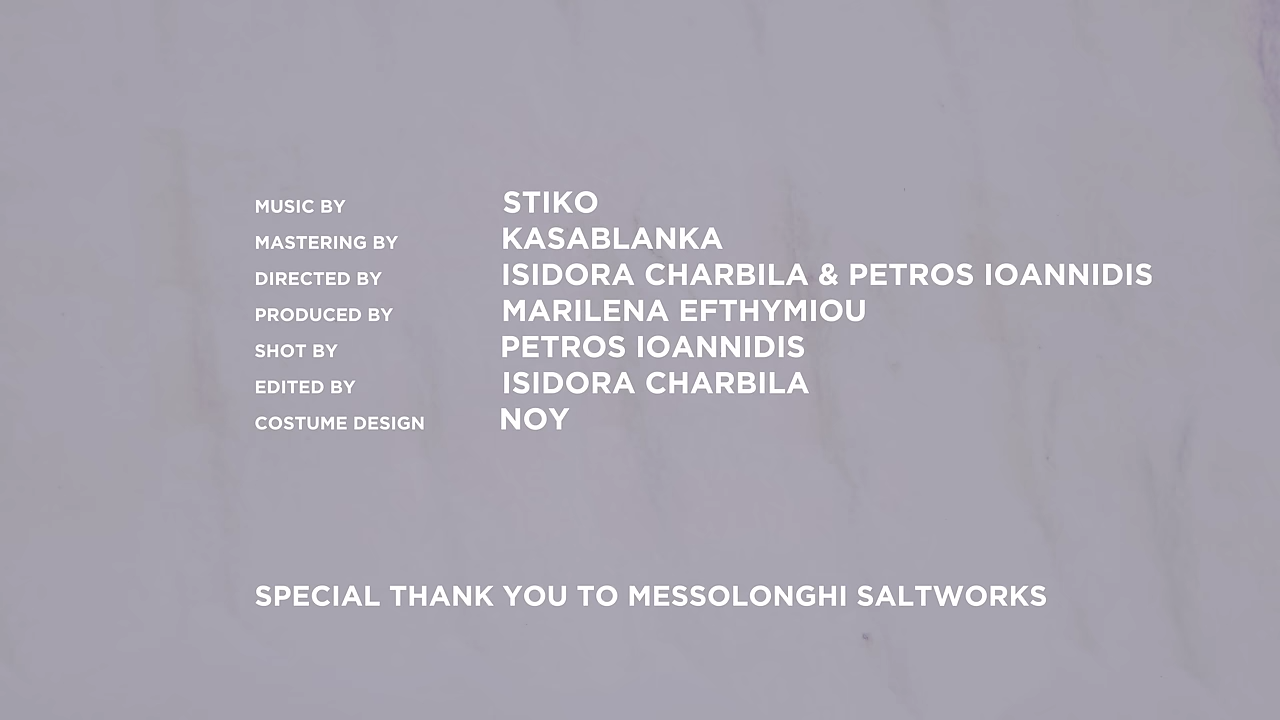 MUSIC BY STIKO
MASTERING BY KASABLANKA
DIRECTED BY ISIDORA CHARBILA & PETROS IOANNIDIS
PRODUCED BY MARILENA EFTHYMIOU
SHOT BY PETROS IOANNIDIS
EDITED BY ISIDORA CHARBILA
COSTUME DESIGN NOY
SPECIAL THANK YOU TO MESSOLONGHI SALTWORKS